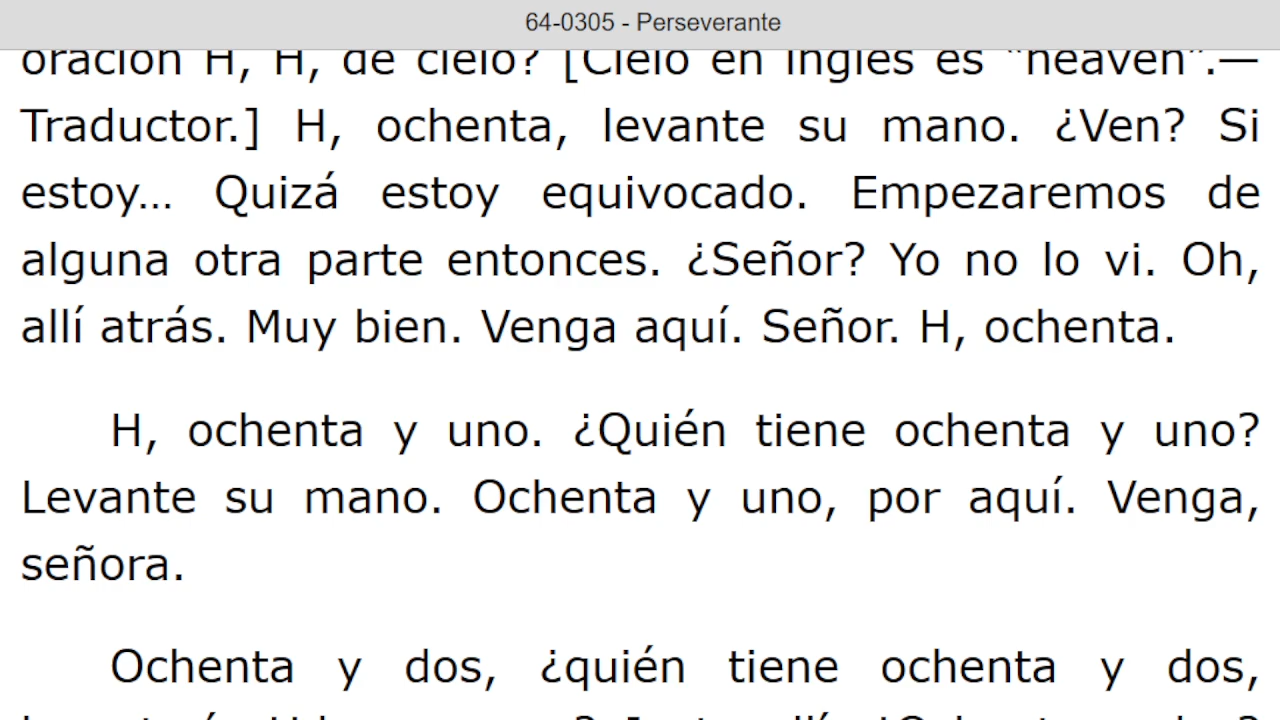 64-0305 - Perseverante
oración H, H, de cielo? [Cielo en inglés es "heaven".—
Traductor.] H, ochenta, levante su mano. ¿Ven? Si
estoy… Quizá estoy equivocado. Empezaremos de
alguna otra parte entonces. ¿Señor? Yo no lo vi. Oh,
allí atrás. Muy bien. Venga aquí. Señor. H, ochenta.
H, ochenta y uno. ¿Quién tiene ochenta y uno?
Levante su mano. Ochenta y uno, por aquí. Venga,
señora.
Ochenta y dos, ¿quién tiene ochenta y dos,